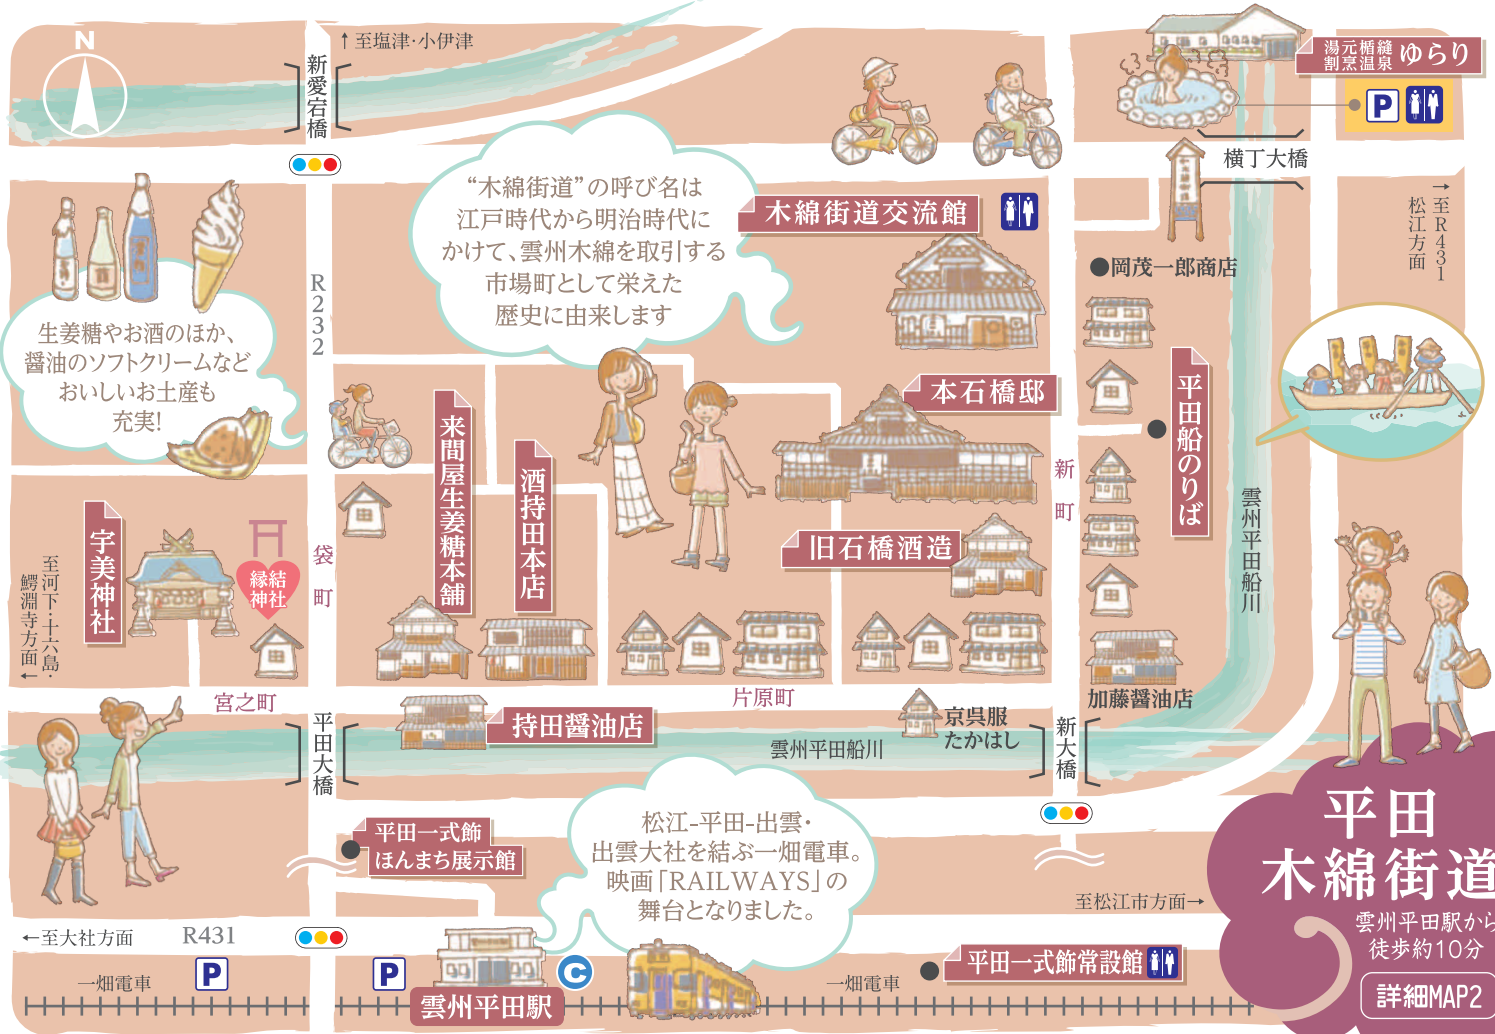 N
↑至塩津・小伊津
新愛宕橋
湯元楯縫
割烹温泉
ゆらり
P
横丁大橋
→至R431
松江方面
“木綿街道”の呼び名は
江戸時代から明治時代に
かけて、雲州木綿を取引する
市場町として栄えた
歴史に由来します
木綿街道交流館
木綿街道
岡茂一郎商店
R232
生姜糖やお酒のほか、
醤油のソフトクリームなど
おいしいお土産も
充実!
本石橋邸
平田船のりば
来間屋生姜糖本舗
酒持田本店
新町
旧石橋酒造
雲州平田船川
宇美神社
縁結
神社
袋町
至河下・十六島・
鰐淵寺方面←
宮之町
片原町
加藤醤油店
平田大橋
持田醤油店
京呉服
たかはし
新大橋
雲州平田船川
平田一式飾
ほんまち展示館
松江-平田-出雲・
出雲大社を結ぶ一畑電車。
映画「RAILWAYS」の
舞台となりました。
平田
木綿街道
雲州平田駅から
徒歩約10分
詳細MAP2
至松江市方面→
←至大社方面
R431
一畑電車
P
P
C
雲州平田駅
一畑電車
平田一式飾常設館